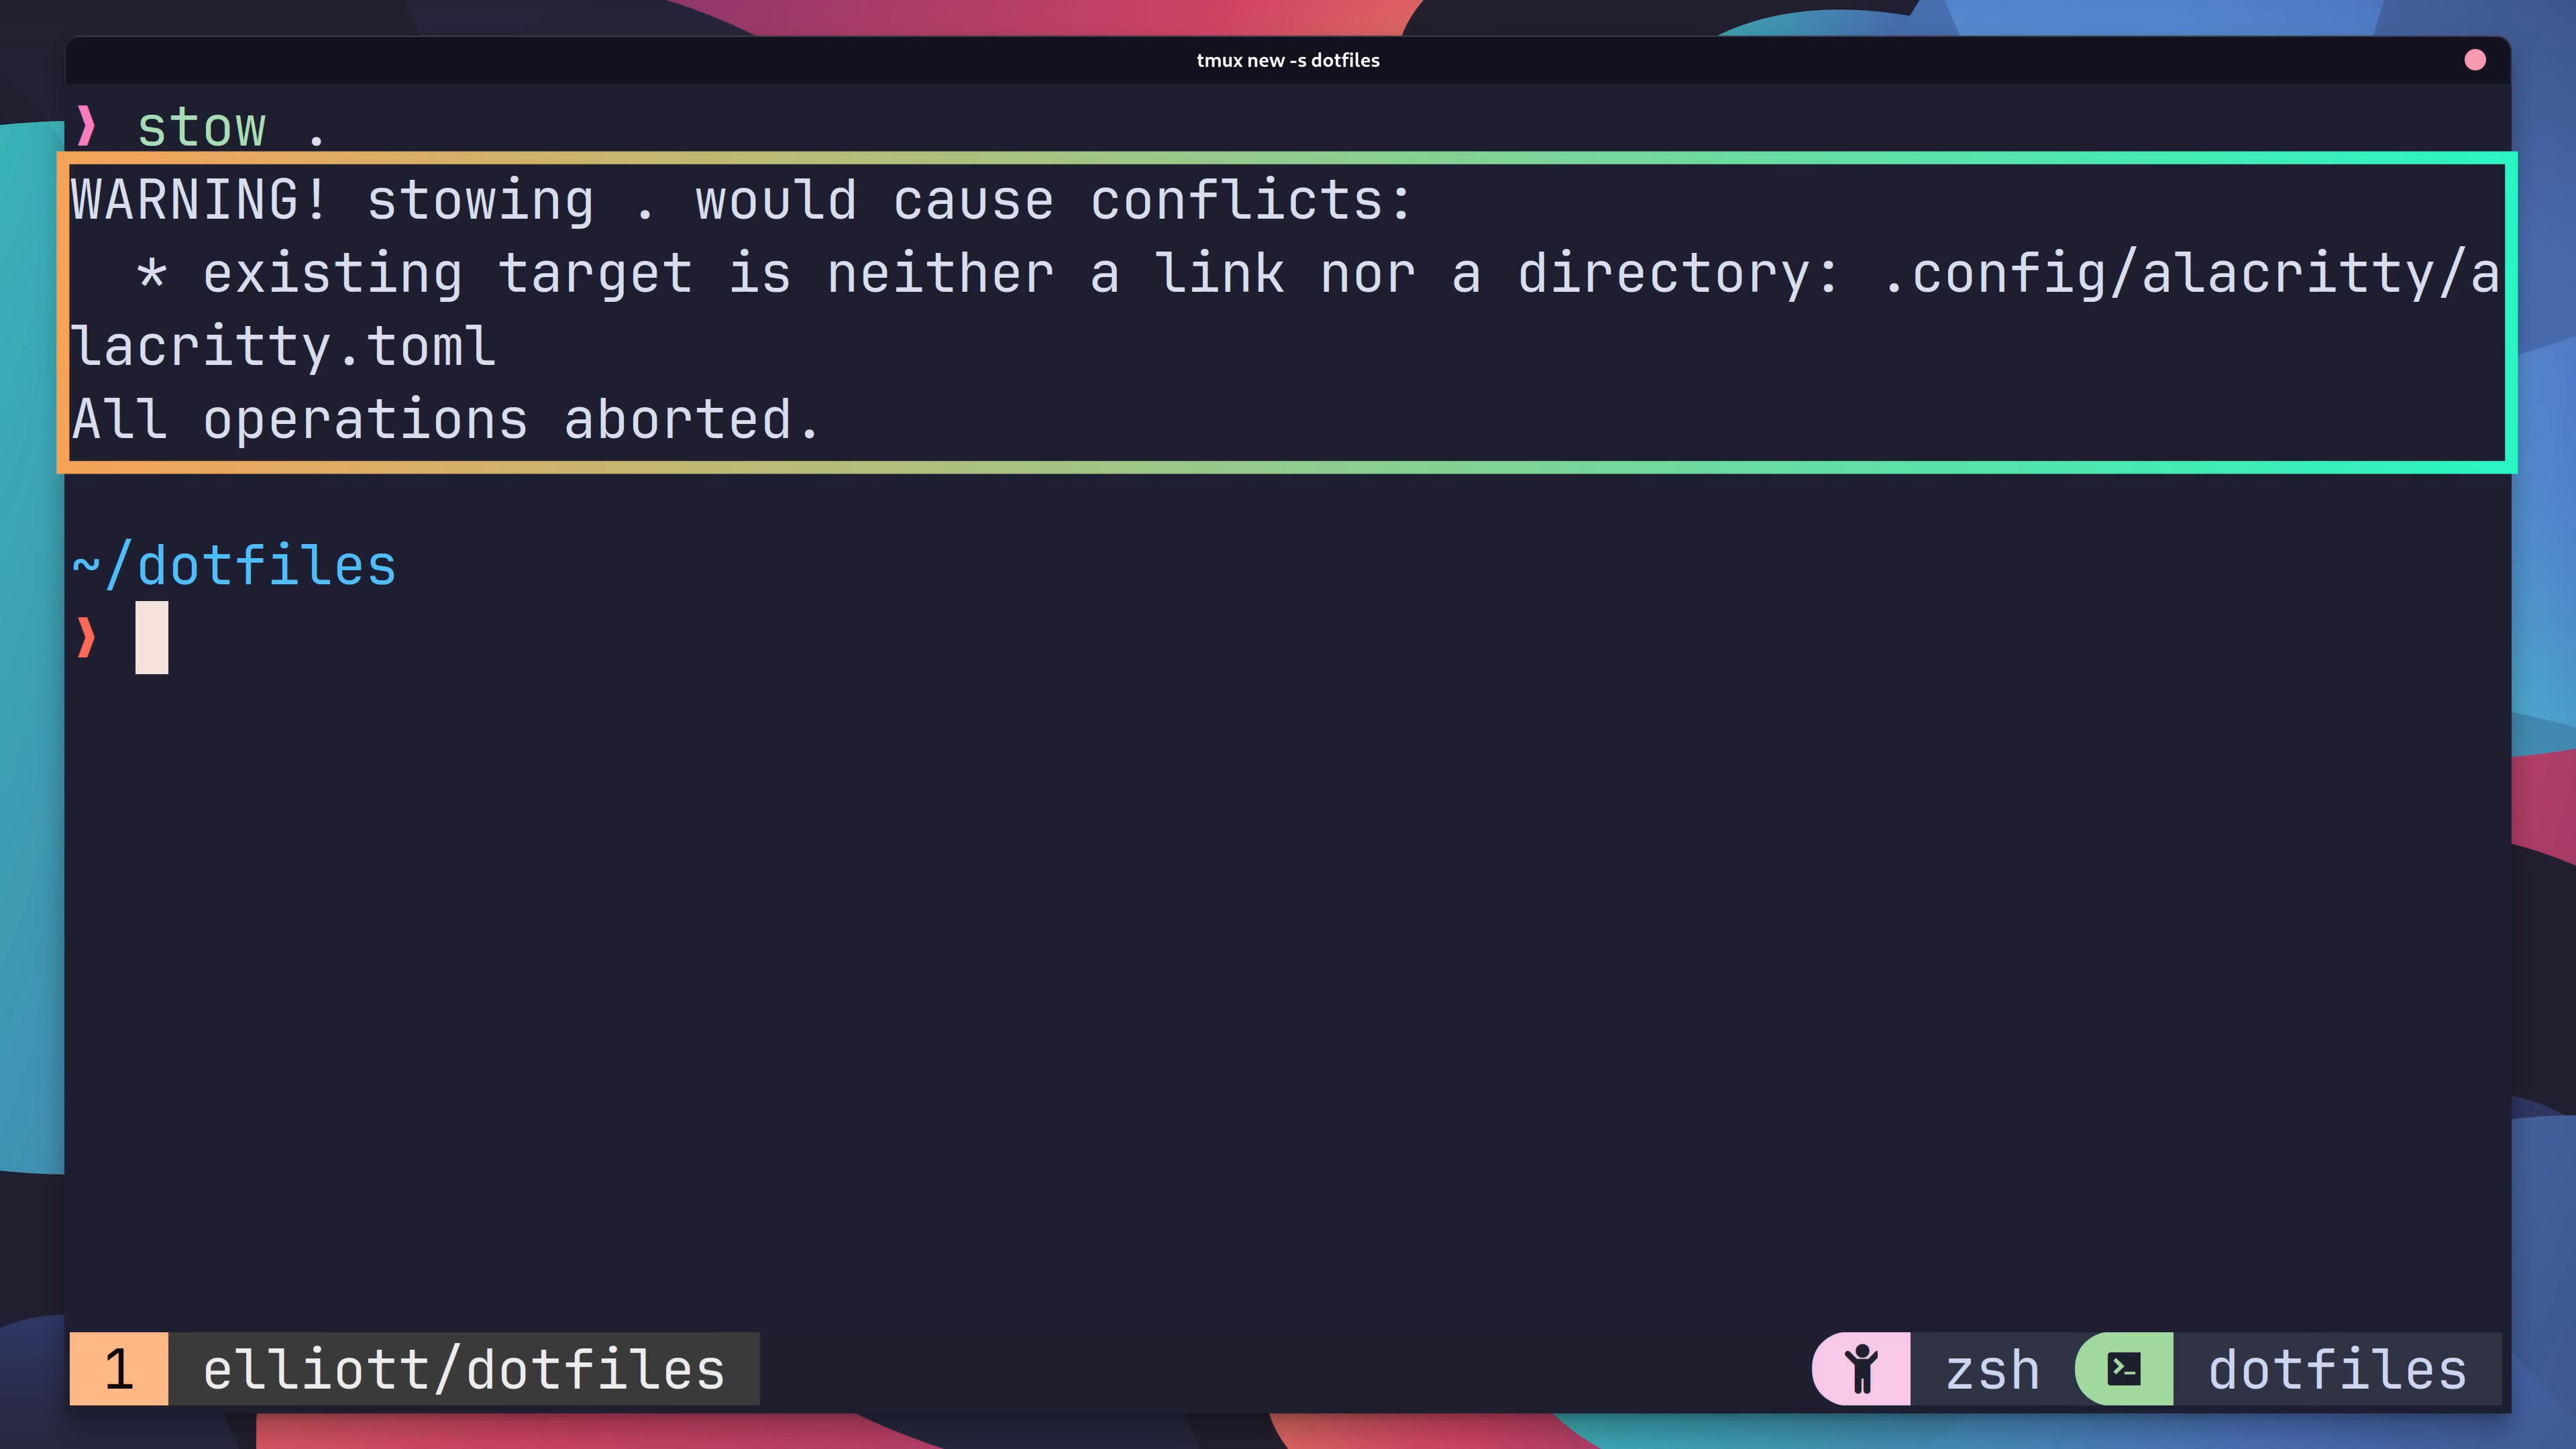 tmux new -s dotfiles
❯ stow .
WARNING! stowing . would cause conflicts:
  * existing target is neither a link nor a directory: .config/alacritty/a
lacritty.toml
All operations aborted.
~/dotfiles
❯
1 elliott/dotfiles zsh dotfiles